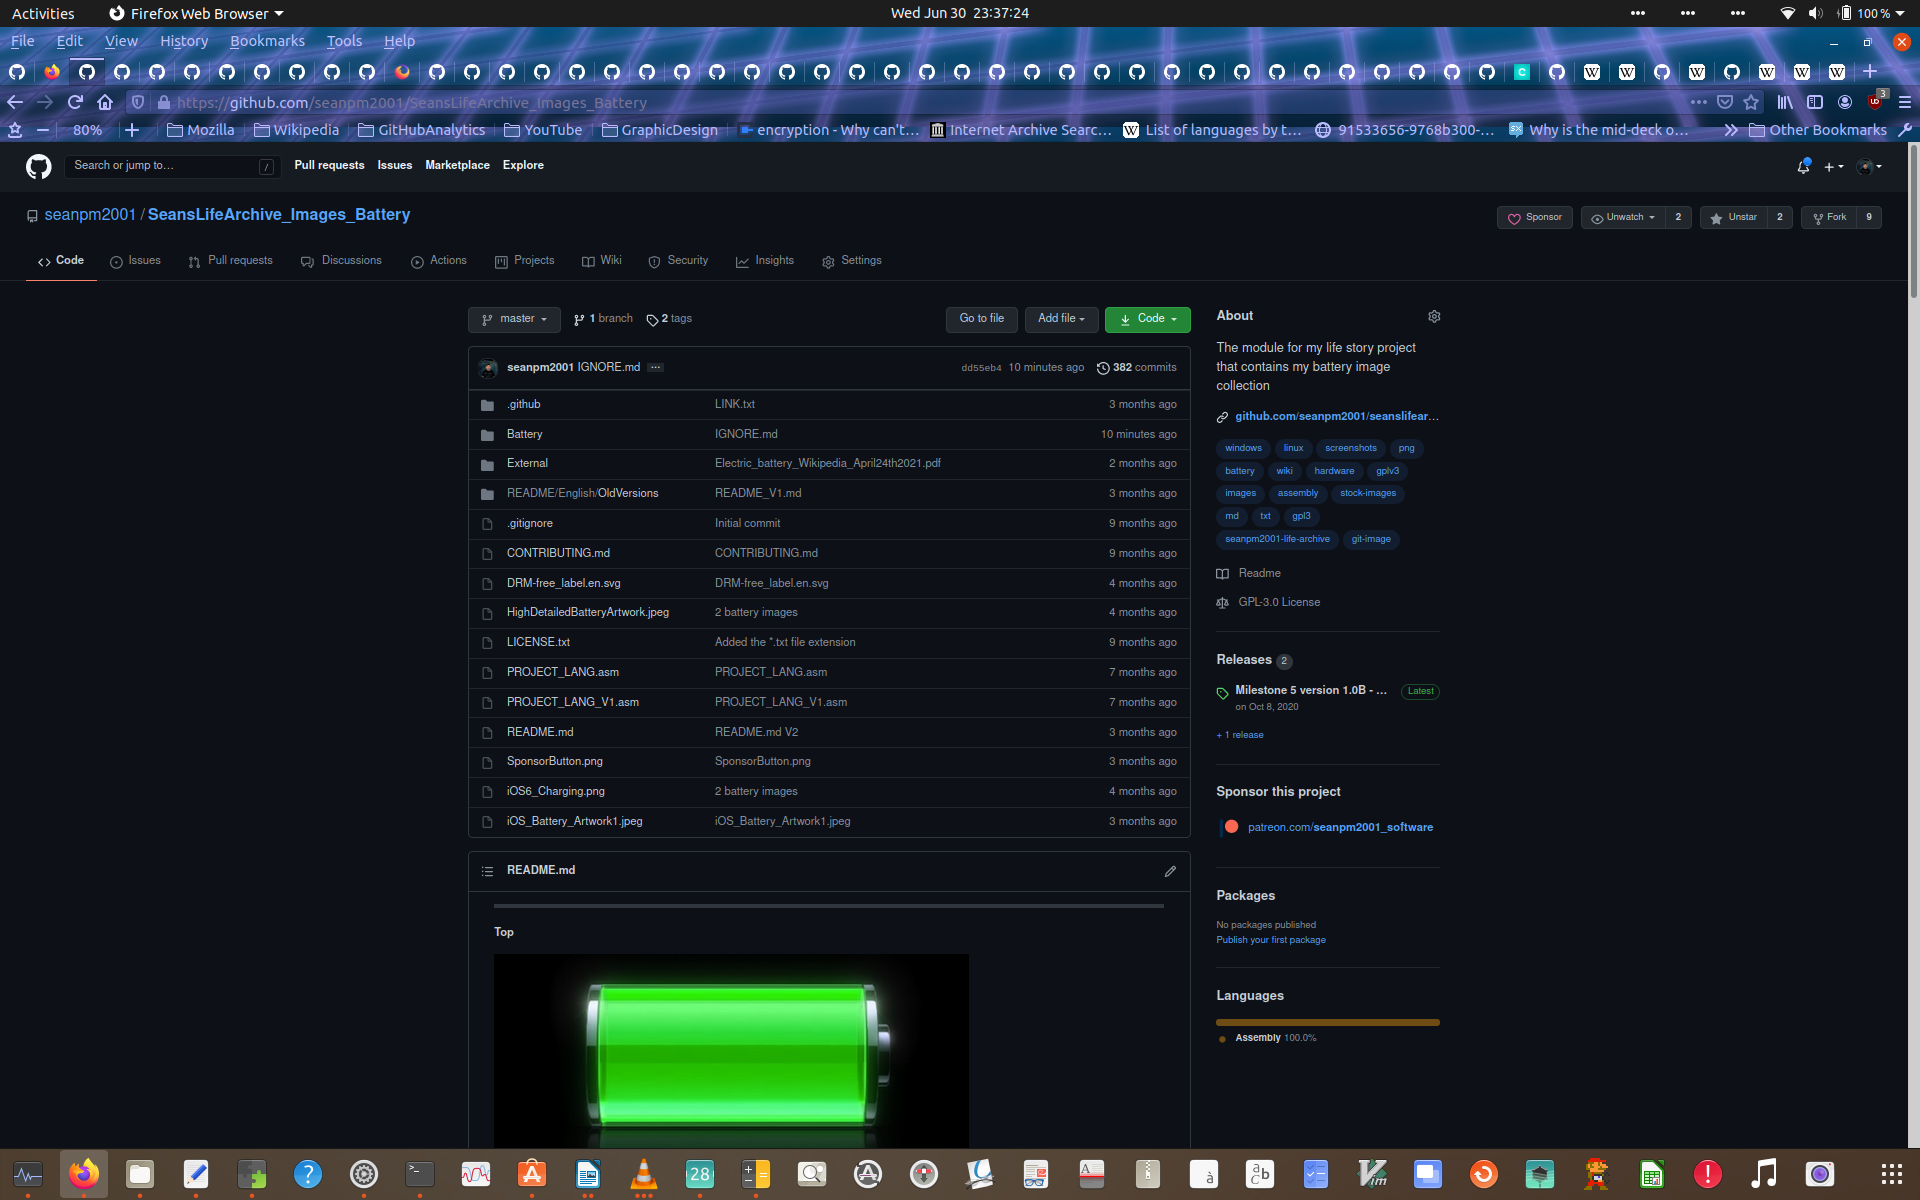 Activities Firefox Web Browser Wed Jun 30 23:37:24 100 %
File Edit View History Bookmarks Tools Help
https://github.com/seanpm2001/SeansLifeArchive_Images_Battery
80% Mozilla Wikipedia GitHubAnalytics YouTube GraphicDesign encryption - Why can't… Internet Archive Searc… List of languages by t… 91533656-9768b300-… Why is the mid-deck o… Other Bookmarks
Search or jump to… / Pull requests Issues Marketplace Explore
seanpm2001 / SeansLifeArchive_Images_Battery Sponsor Unwatch 2 Unstar 2 Fork 9
Code Issues Pull requests Discussions Actions Projects Wiki Security Insights Settings
master 1 branch 2 tags Go to file Add file Code
seanpm2001 IGNORE.md ··· dd55eb4 10 minutes ago 382 commits
.github LINK.txt 3 months ago
Battery IGNORE.md 10 minutes ago
External Electric_battery_Wikipedia_April24th2021.pdf 2 months ago
README/English/OldVersions README_V1.md 3 months ago
.gitignore Initial commit 9 months ago
CONTRIBUTING.md CONTRIBUTING.md 9 months ago
DRM-free_label.en.svg DRM-free_label.en.svg 4 months ago
HighDetailedBatteryArtwork.jpeg 2 battery images 4 months ago
LICENSE.txt Added the *.txt file extension 9 months ago
PROJECT_LANG.asm PROJECT_LANG.asm 7 months ago
PROJECT_LANG_V1.asm PROJECT_LANG_V1.asm 7 months ago
README.md README.md V2 3 months ago
SponsorButton.png SponsorButton.png 3 months ago
iOS6_Charging.png 2 battery images 4 months ago
iOS_Battery_Artwork1.jpeg iOS_Battery_Artwork1.jpeg 3 months ago
README.md
Top
About
The module for my life story project
that contains my battery image
collection
github.com/seanpm2001/seanslifear…
windows linux screenshots png
battery wiki hardware gplv3
images assembly stock-images
md txt gpl3
seanpm2001-life-archive git-image
Readme
GPL-3.0 License
Releases 2
Milestone 5 version 1.0B - … Latest
on Oct 8, 2020
+ 1 release
Sponsor this project
patreon.com/seanpm2001_software
Packages
No packages published
Publish your first package
Languages
Assembly 100.0%
28